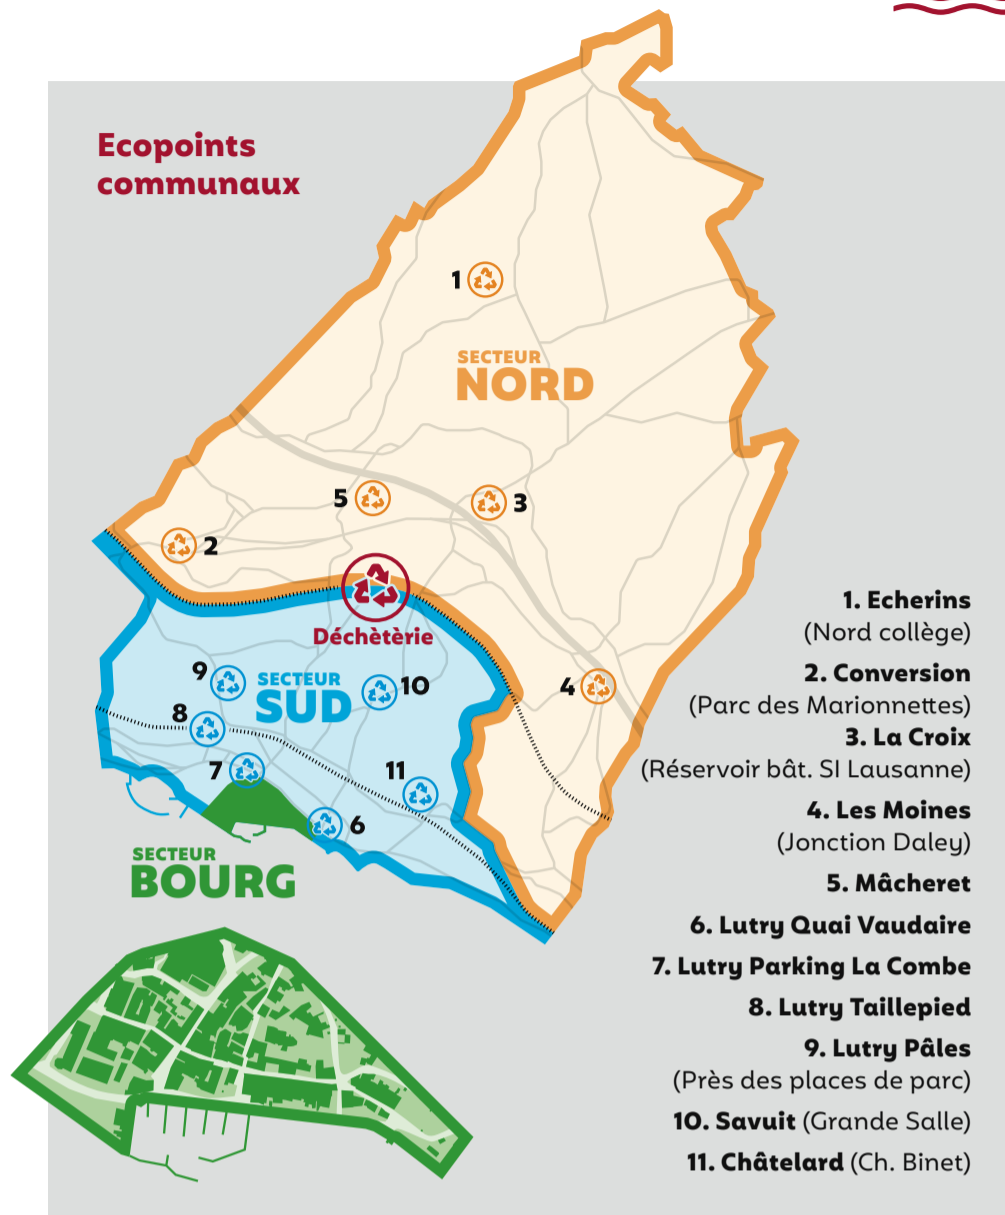 Ecopoints
communaux
1
SECTEUR
NORD
5
3
2
Déchèterie
9
SECTEUR
SUD
10
4
8
7
11
6
SECTEUR
BOURG
1. Echerins
(Nord collège)
2. Conversion
(Parc des Marionnettes)
3. La Croix
(Réservoir bât. SI Lausanne)
4. Les Moines
(Jonction Daley)
5. Mâcheret
6. Lutry Quai Vaudaire
7. Lutry Parking La Combe
8. Lutry Taillepied
9. Lutry Pâles
(Près des places de parc)
10. Savuit (Grande Salle)
11. Châtelard (Ch. Binet)